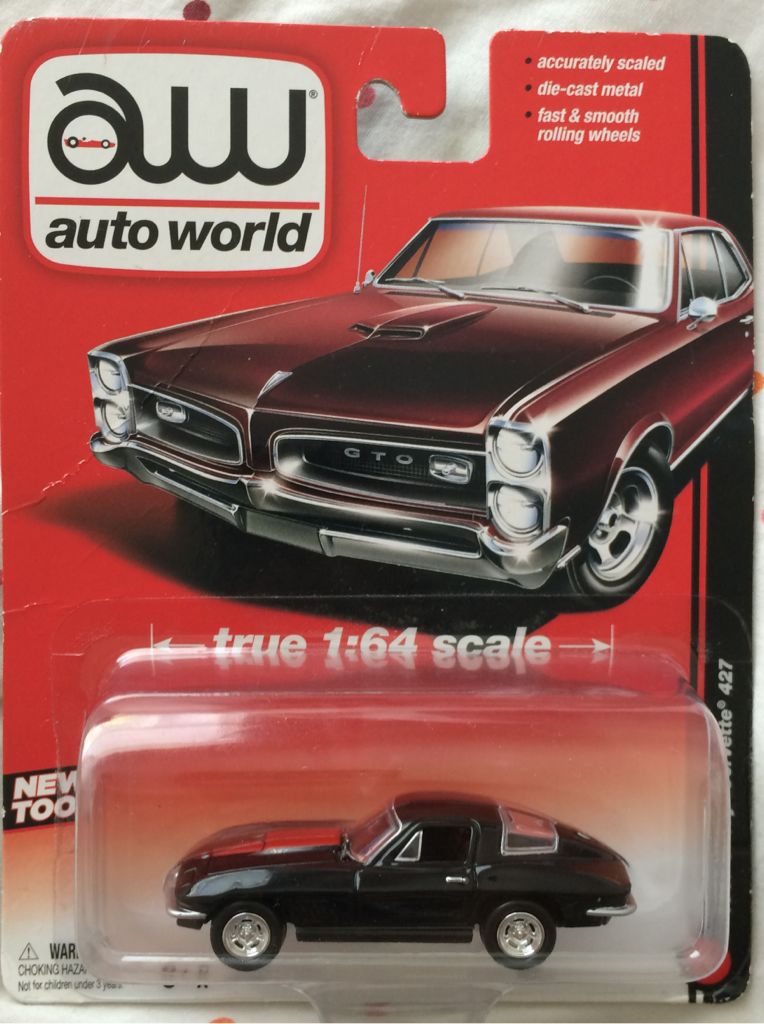 aw®
auto world
• accurately scaled
• die-cast metal
• fast & smooth
rolling wheels
GTO
true 1:64 scale
427
NEW
TOO
WAR
CHOKING HAZA
Not for children under 3